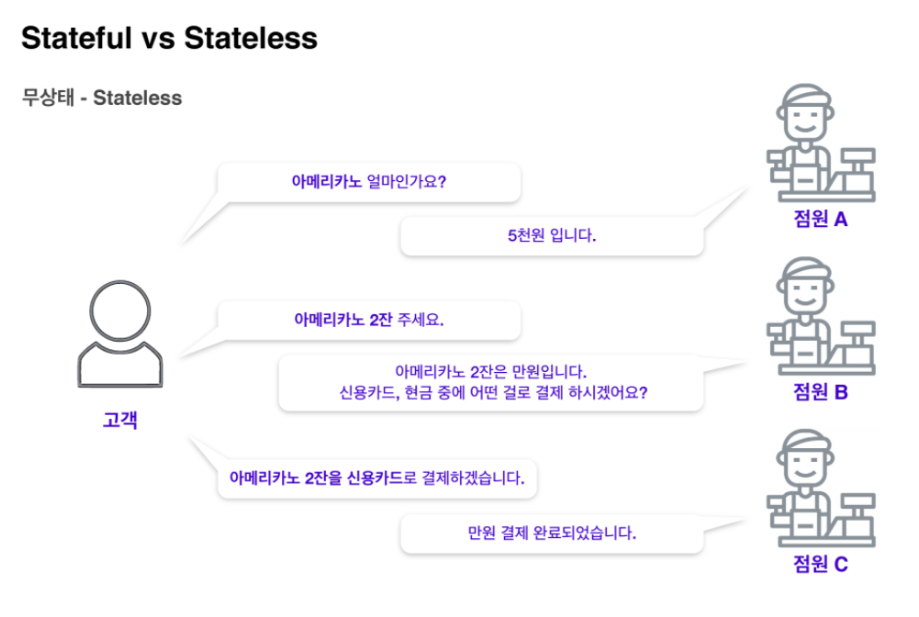 Stateful vs Stateless
무상태 - Stateless
아메리카노 얼마인가요?
5천원 입니다.
점원 A
아메리카노 2잔 주세요.
아메리카노 2잔은 만원입니다.
신용카드, 현금 중에 어떤 걸로 결제 하시겠어요?
점원 B
고객
아메리카노 2잔을 신용카드로 결제하겠습니다.
만원 결제 완료되었습니다.
점원 C